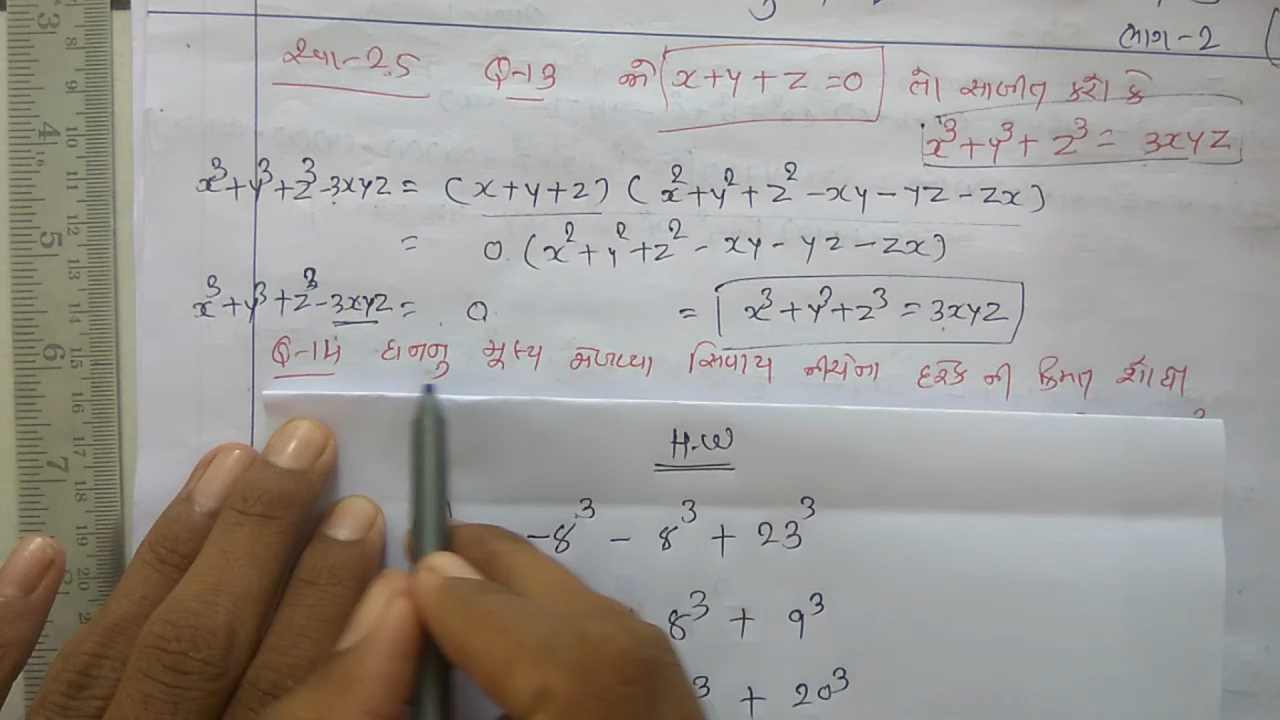 ભાગ-2
સ્વા-2.5 Q-13 જો x+y+z=0 તો સાબીત કરો કે
x³+y³+z³= 3xyz
x³+y³+z³-3xyz= (x+y+z) (x²+y²+z²-xy-yz-zx)
= 0.(x²+y²+z²-xy-yz-zx)
x³+y³+z³-3xyz= 0 = x³+y³+z³=3xyz
Q-14 ઘનનુ મૂલ્ય મેળવ્યા સિવાય નીચેના દરેક ની કિંમત શોધો
H.W
-8³ - 8³ + 23³
8³ + 9³
³ + 20³